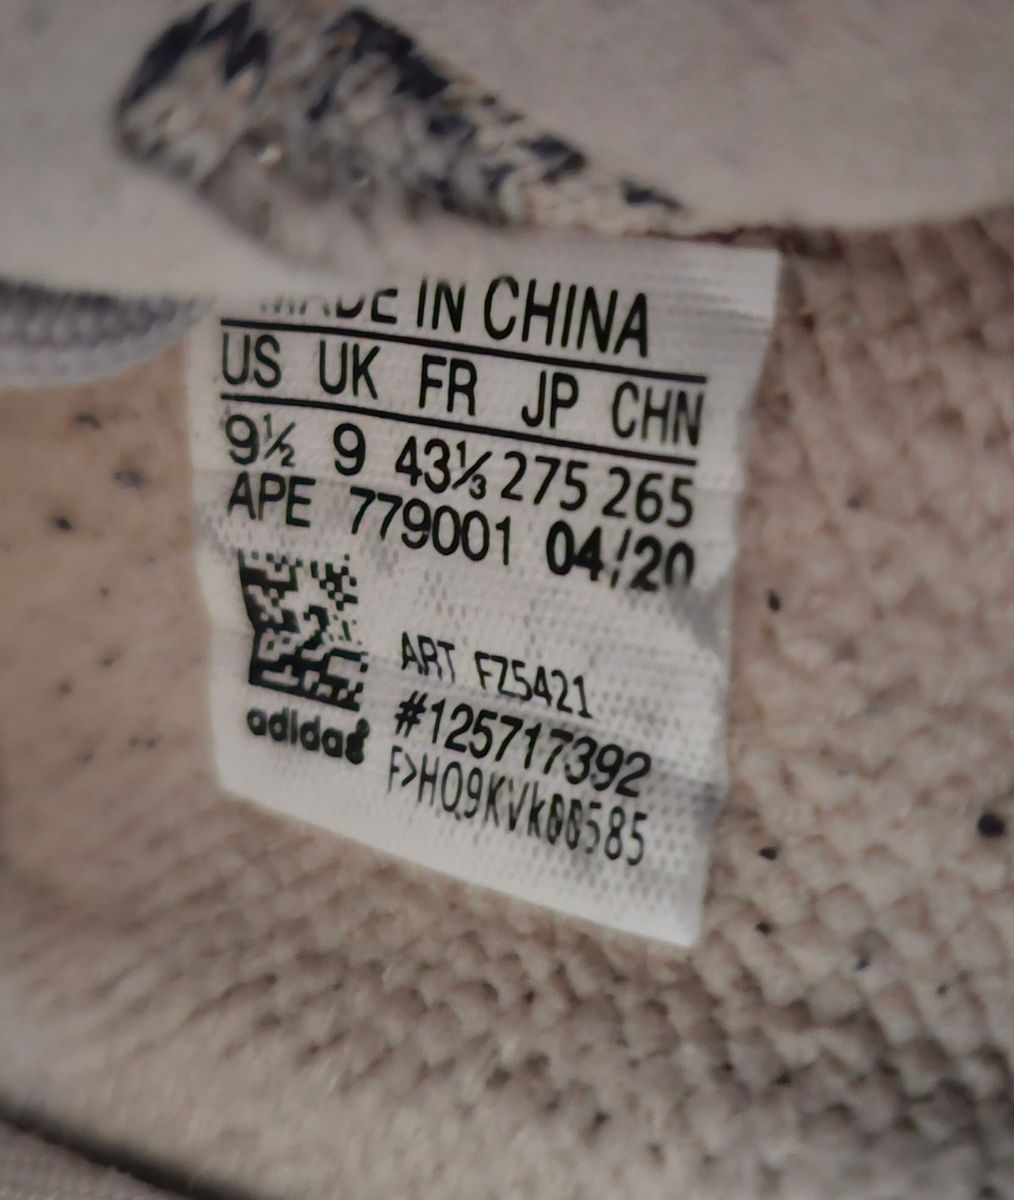 MADE IN CHINA
US UK FR JP CHN
9½ 9 43⅓ 275 265
APE 779001 04/20
ART FZ5421
#125717392
adidas
F>HQ9KVk00585